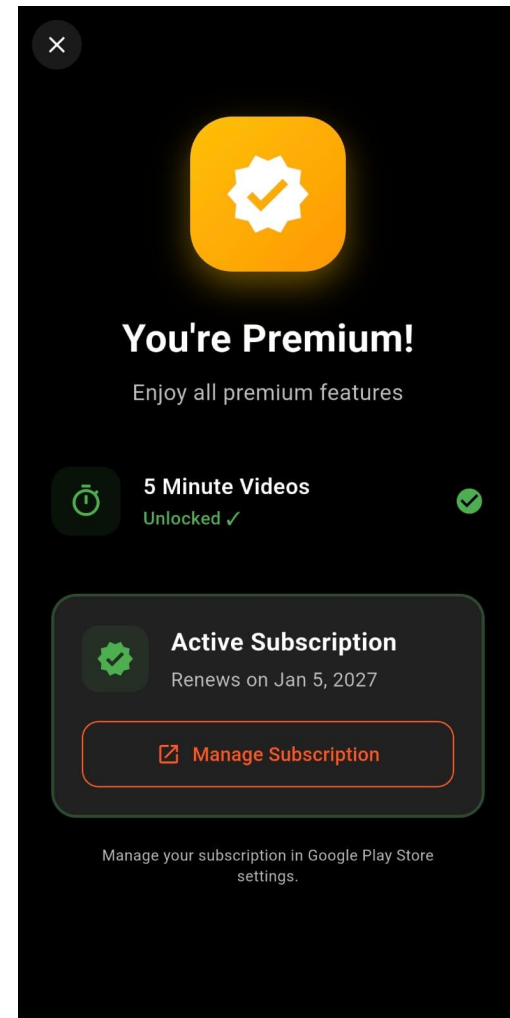 You're Premium!
Enjoy all premium features
5 Minute Videos
Unlocked ✓
Active Subscription
Renews on Jan 5, 2027
Manage Subscription
Manage your subscription in Google Play Store
settings.